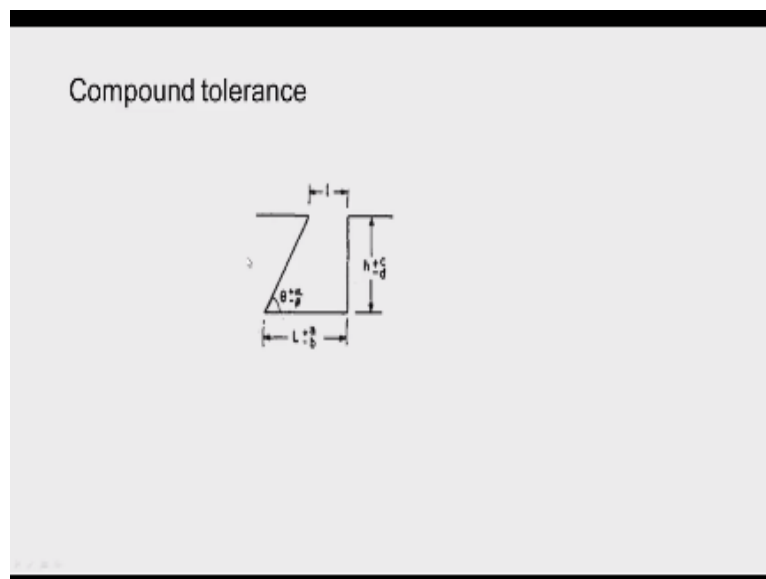 Compound tolerance
l
h +c -d
θ +α -β
L +a -b